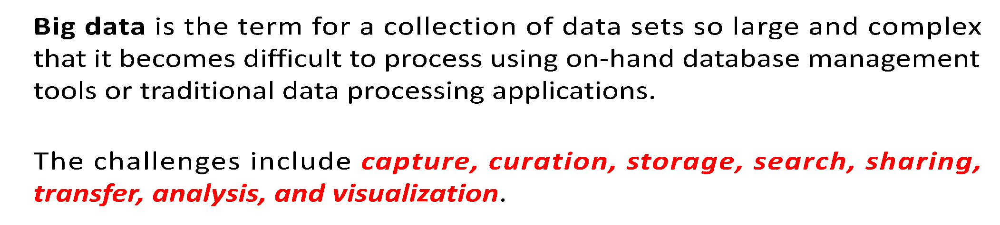 Big data is the term for a collection of data sets so large and complex
that it becomes difficult to process using on-hand database management
tools or traditional data processing applications.
The challenges include capture, curation, storage, search, sharing,
transfer, analysis, and visualization.